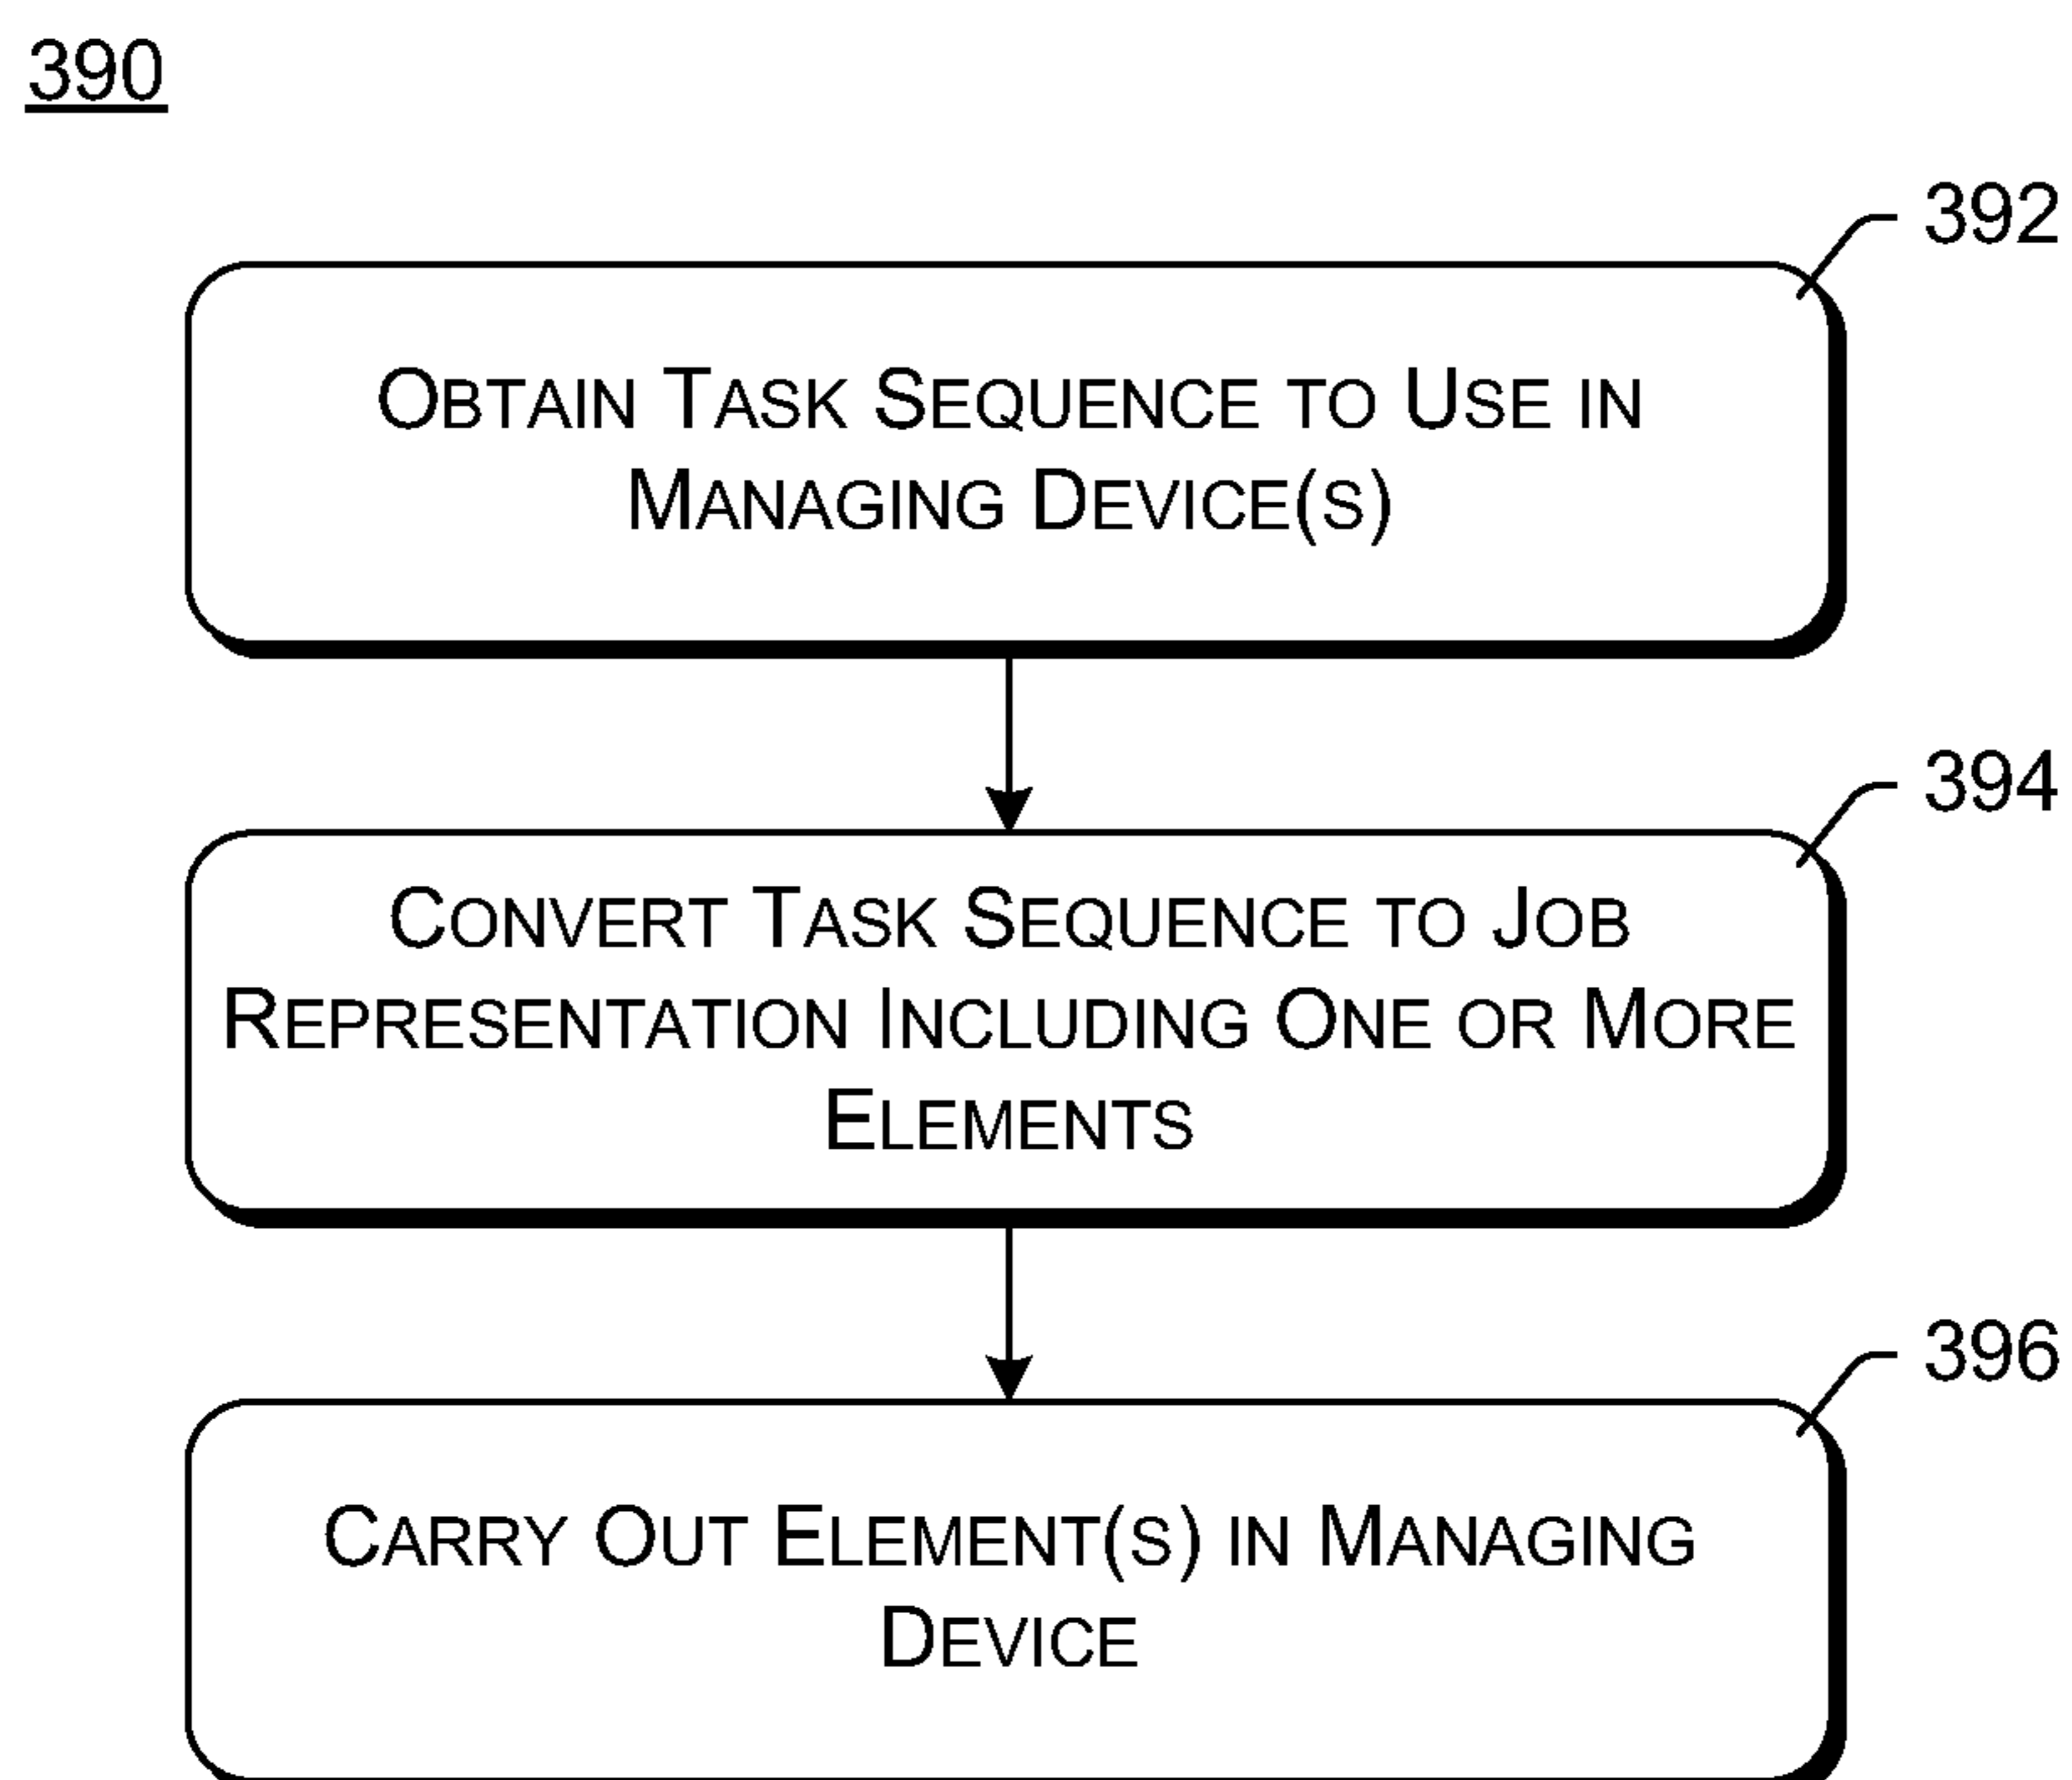 390
392
OBTAIN TASK SEQUENCE TO USE IN
MANAGING DEVICE(S)
394
CONVERT TASK SEQUENCE TO JOB
REPRESENTATION INCLUDING ONE OR MORE
ELEMENTS
396
CARRY OUT ELEMENT(S) IN MANAGING
DEVICE